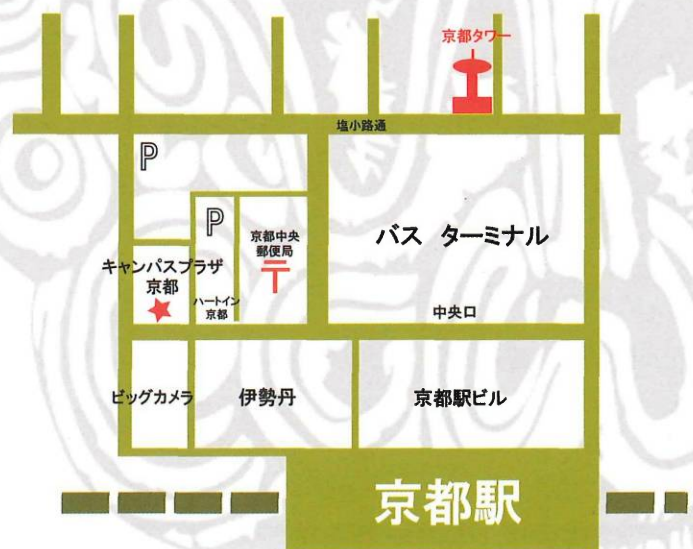 京都タワー
塩小路通
P
P
京都中央
郵便局
〒
バス ターミナル
キャンパスプラザ
京都
ハートイン
京都
中央口
ビッグカメラ
伊勢丹
京都駅ビル
京都駅